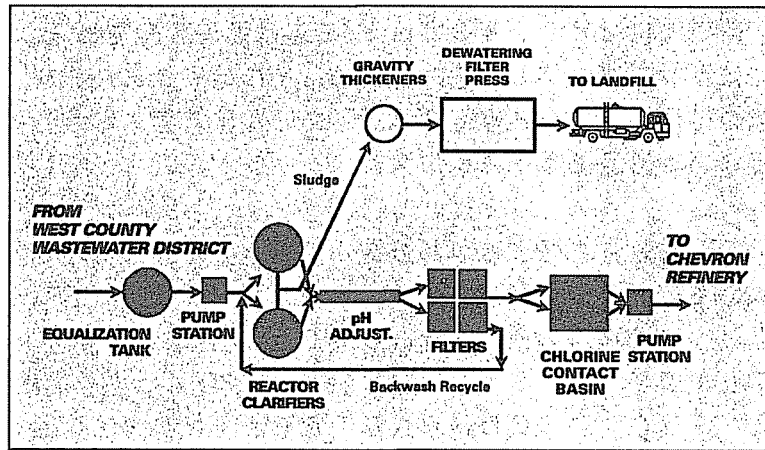 GRAVITY
THICKENERS
DEWATERING
FILTER
PRESS
TO LANDFILL
Sludge
FROM
WEST COUNTY
WASTEWATER DISTRICT
TO
CHEVRON
REFINERY
EQUALIZATION
TANK
PUMP
STATION
REACTOR
CLARIFIERS
pH
ADJUST.
FILTERS
Backwash Recycle
CHLORINE
CONTACT
BASIN
PUMP
STATION